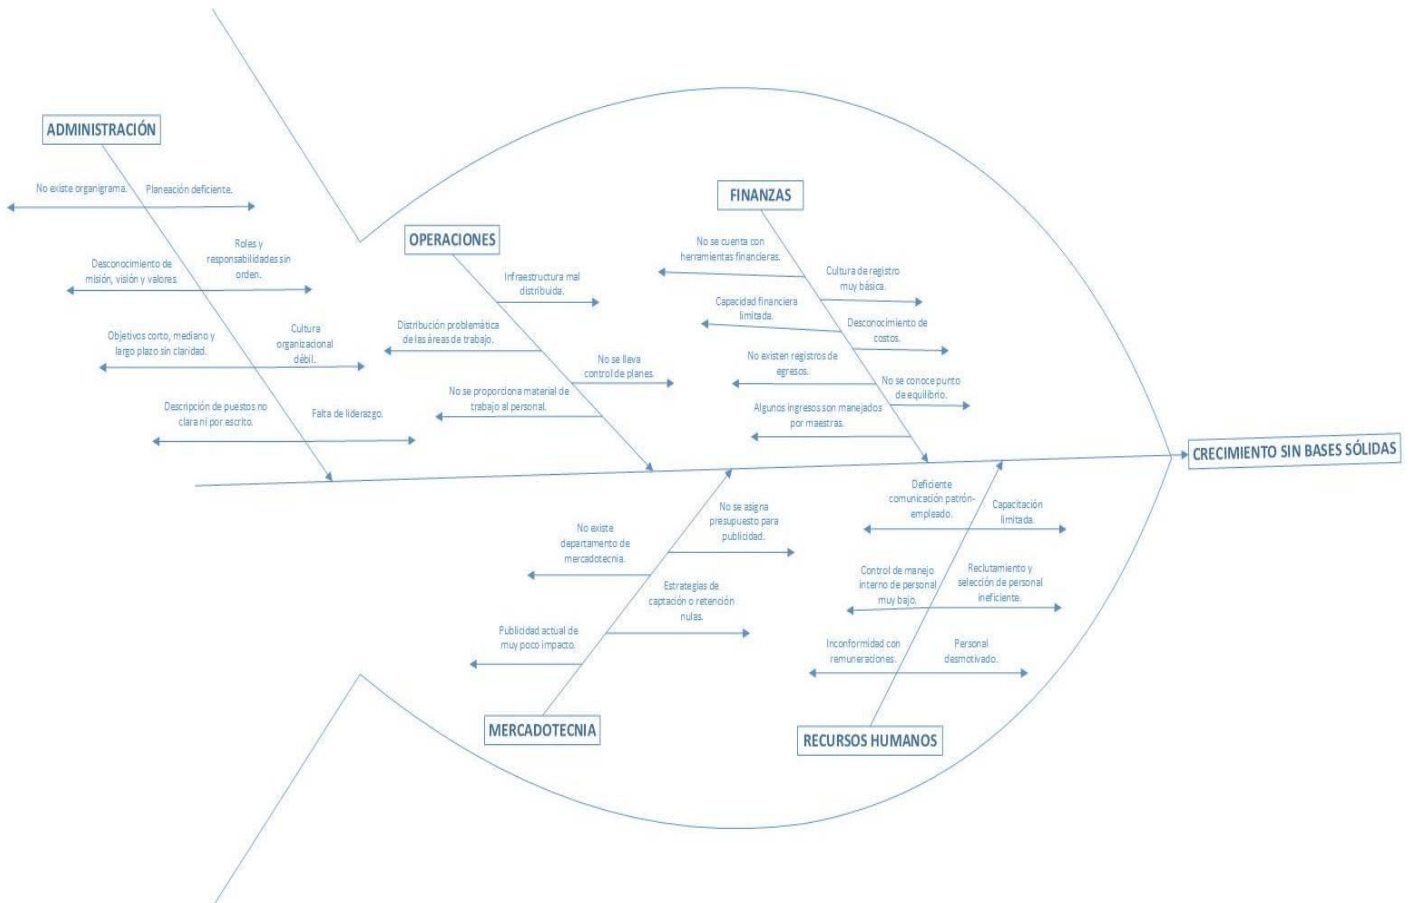 ADMINISTRACIÓN
No existe organigrama.
Planeación deficiente.
Desconocimiento de
misión, visión y valores.
Roles y
responsabilidades sin
orden.
Objetivos corto, mediano y
largo plazo sin claridad.
Cultura
organizacional
débil.
Descripción de puestos no
clara ni por escrito.
Falta de liderazgo.
OPERACIONES
Infraestructura mal
distribuida.
Distribución problemática
de las áreas de trabajo.
No se lleva
control de planes.
No se proporciona material de
trabajo al personal.
FINANZAS
No se cuenta con
herramientas financieras.
Cultura de registro
muy básica.
Capacidad financiera
limitada.
Desconocimiento de
costos.
No existen registros de
egresos.
No se conoce punto
de equilibrio.
Algunos ingresos son manejados
por maestras.
CRECIMIENTO SIN BASES SÓLIDAS
No se asigna
presupuesto para
publicidad.
No existe
departamento de
mercadotecnia.
Estrategias de
captación o retención
nulas.
Publicidad actual de
muy poco impacto.
MERCADOTECNIA
Deficiente
comunicación patrón-
empleado.
Capacitación
limitada.
Control de manejo
interno de personal
muy bajo.
Reclutamiento y
selección de personal
ineficiente.
Inconformidad con
remuneraciones.
Personal
desmotivado.
RECURSOS HUMANOS